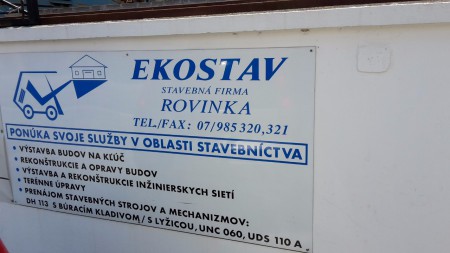 EKOSTAV
STAVEBNÁ FIRMA
ROVINKA
TEL./FAX: 07/985 320,321
PONÚKA SVOJE SLUŽBY V OBLASTI STAVEBNÍCTVA
• VÝSTAVBA BUDOV NA KĽÚČ
• REKONŠTRUKCIE A OPRAVY BUDOV
• VÝSTAVBA A REKONŠTRUKCIE INŽINIERSKYCH SIETÍ
• TERÉNNE ÚPRAVY
• PRENÁJOM STAVEBNÝCH STROJOV A MECHANIZMOV:
DH 113 S BÚRACÍM KLADIVOM / S LYŽICOU, UNC 060, UDS 110 A